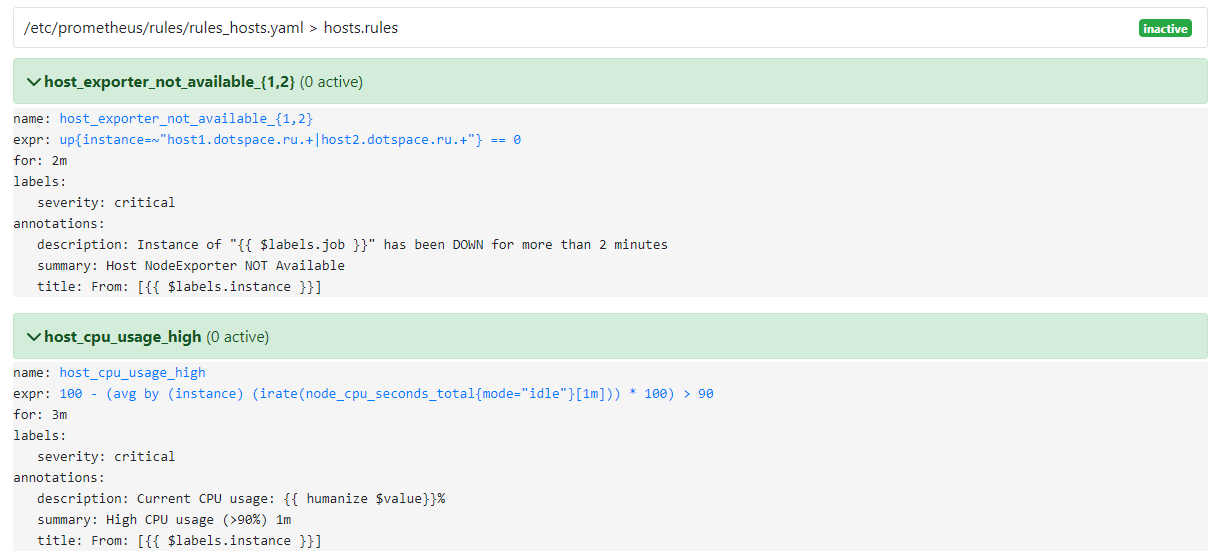 /etc/prometheus/rules/rules_hosts.yaml > hosts.rules inactive
host_exporter_not_available_{1,2} (0 active)
name: host_exporter_not_available_{1,2}
expr: up{instance=~"host1.dotspace.ru.+|host2.dotspace.ru.+"} == 0
for: 2m
labels:
severity: critical
annotations:
description: Instance of "{{ $labels.job }}" has been DOWN for more than 2 minutes
summary: Host NodeExporter NOT Available
title: From: [{{ $labels.instance }}]
host_cpu_usage_high (0 active)
name: host_cpu_usage_high
expr: 100 - (avg by (instance) (irate(node_cpu_seconds_total{mode="idle"}[1m])) * 100) > 90
for: 3m
labels:
severity: critical
annotations:
description: Current CPU usage: {{ humanize $value}}%
summary: High CPU usage (>90%) 1m
title: From: [{{ $labels.instance }}]